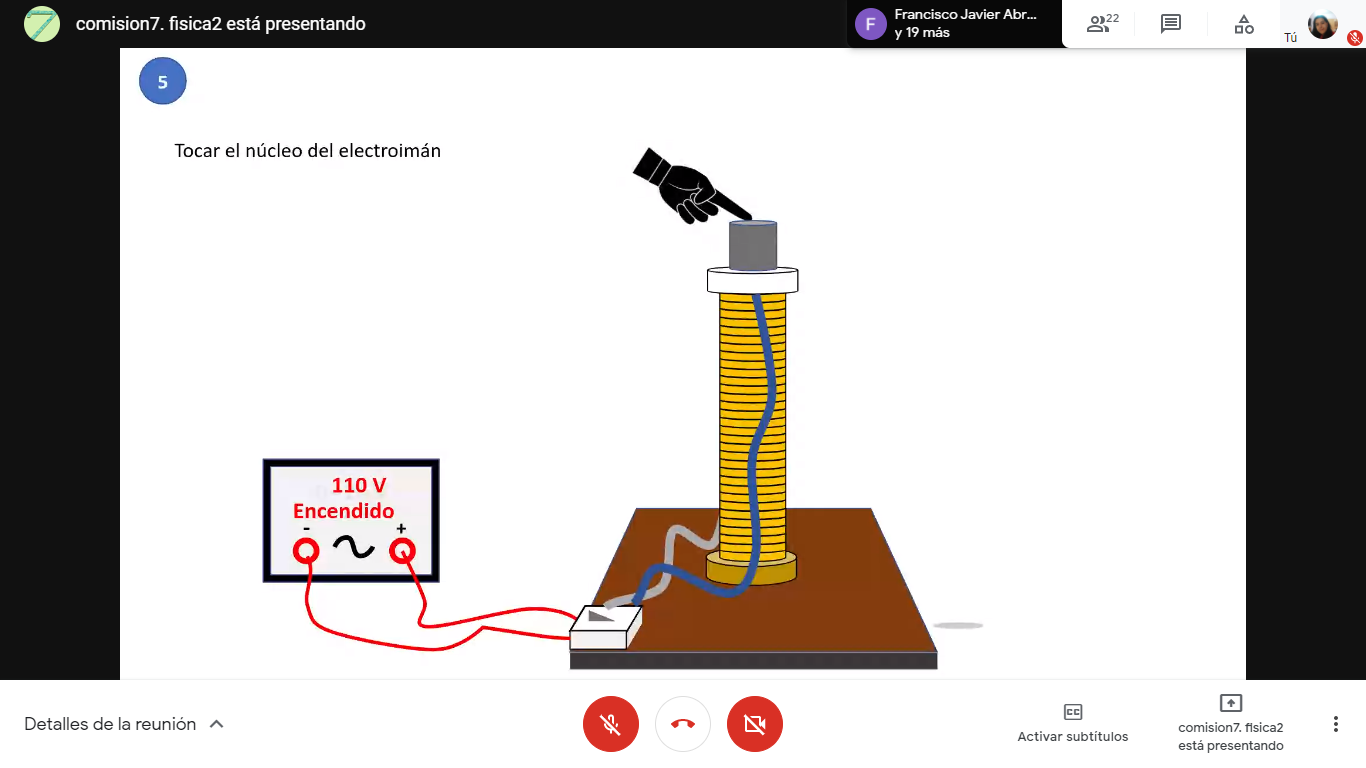 comision7. fisica2 está presentando
F
Francisco Javier Abr...
y 19 más
22
Tú
5
Tocar el núcleo del electroimán
110 V
Encendido
- +
Detalles de la reunión
CC
Activar subtítulos
comision7. fisica2
está presentando